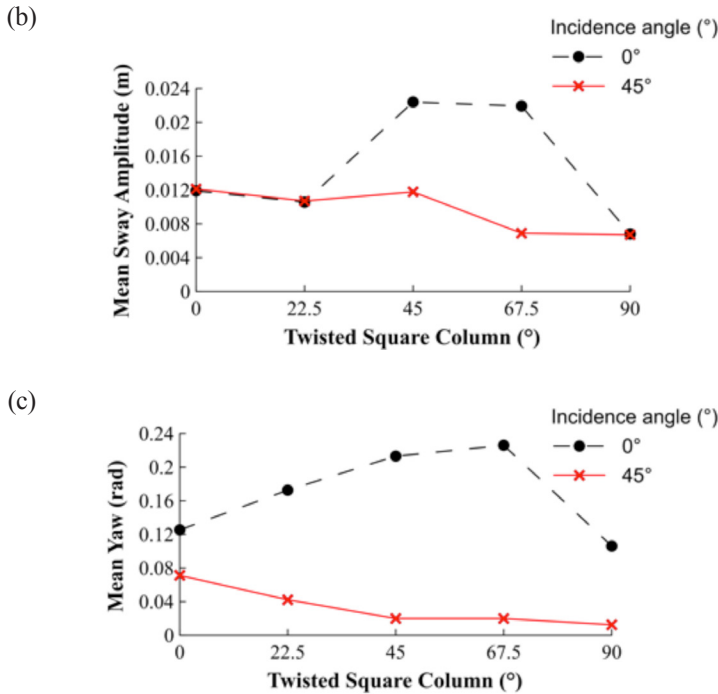 (b)
Incidence angle (°)
0°
45°
0.024
0.02
0.016
0.012
0.008
0.004
0
Mean Sway Amplitude (m)
0 22.5 45 67.5 90
Twisted Square Column (°)
(c)
Incidence angle (°)
0°
45°
0.24
0.2
0.16
0.12
0.08
0.04
0
Mean Yaw (rad)
0 22.5 45 67.5 90
Twisted Square Column (°)